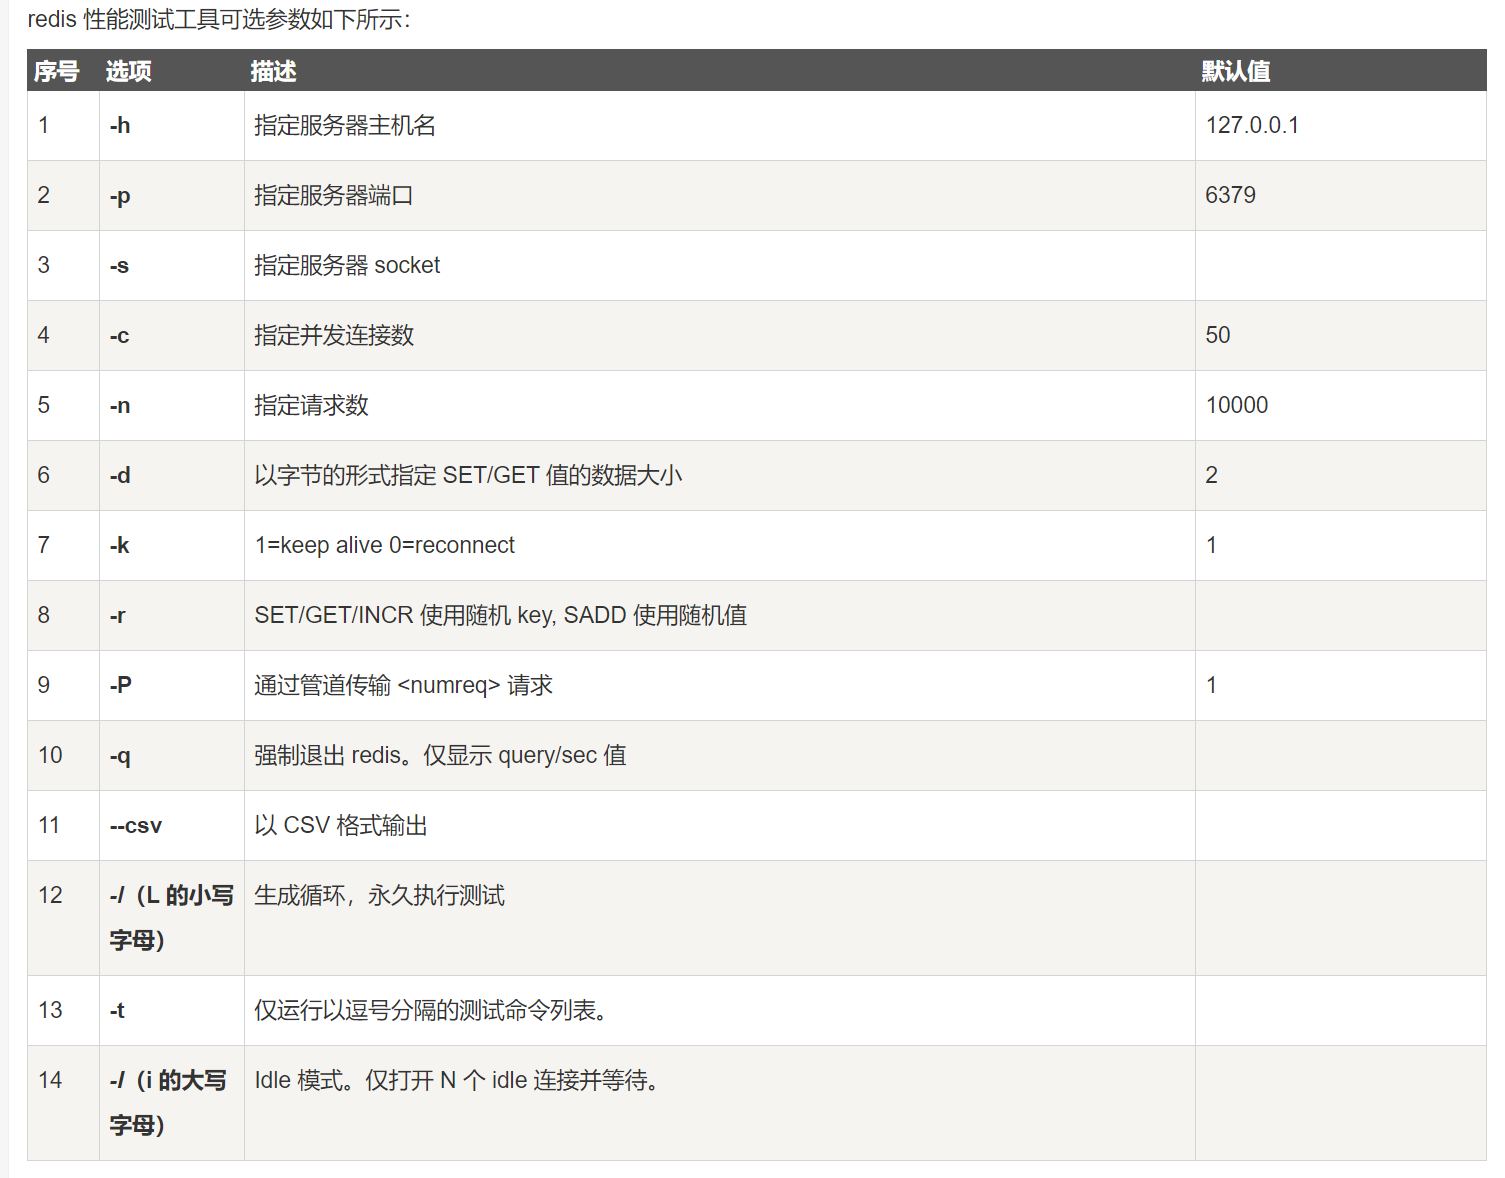 redis 性能测试工具可选参数如下所示：
序号 选项 描述 默认值
1 -h 指定服务器主机名 127.0.0.1
2 -p 指定服务器端口 6379
3 -s 指定服务器 socket
4 -c 指定并发连接数 50
5 -n 指定请求数 10000
6 -d 以字节的形式指定 SET/GET 值的数据大小 2
7 -k 1=keep alive 0=reconnect 1
8 -r SET/GET/INCR 使用随机 key, SADD 使用随机值
9 -P 通过管道传输 <numreq> 请求 1
10 -q 强制退出 redis。仅显示 query/sec 值
11 --csv 以 CSV 格式输出
12 -l（L 的小写 生成循环，永久执行测试
字母）
13 -t 仅运行以逗号分隔的测试命令列表。
14 -I（i 的大写 Idle 模式。仅打开 N 个 idle 连接并等待。
字母）